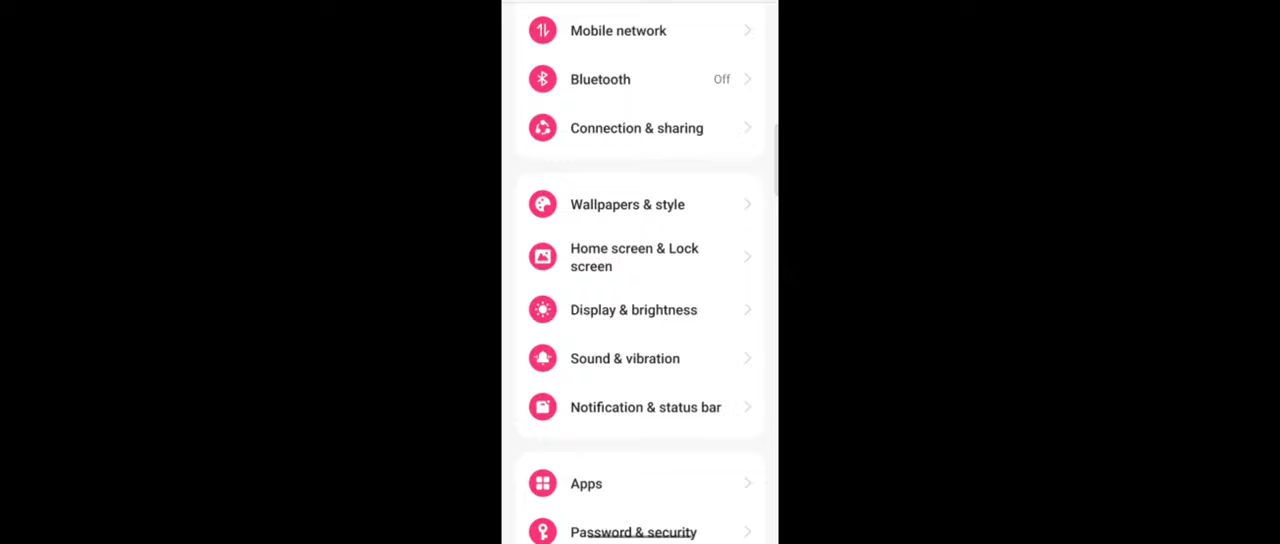 Mobile network
Bluetooth Off
Connection & sharing
Wallpapers & style
Home screen & Lock
screen
Display & brightness
Sound & vibration
Notification & status bar
Apps
Password & security